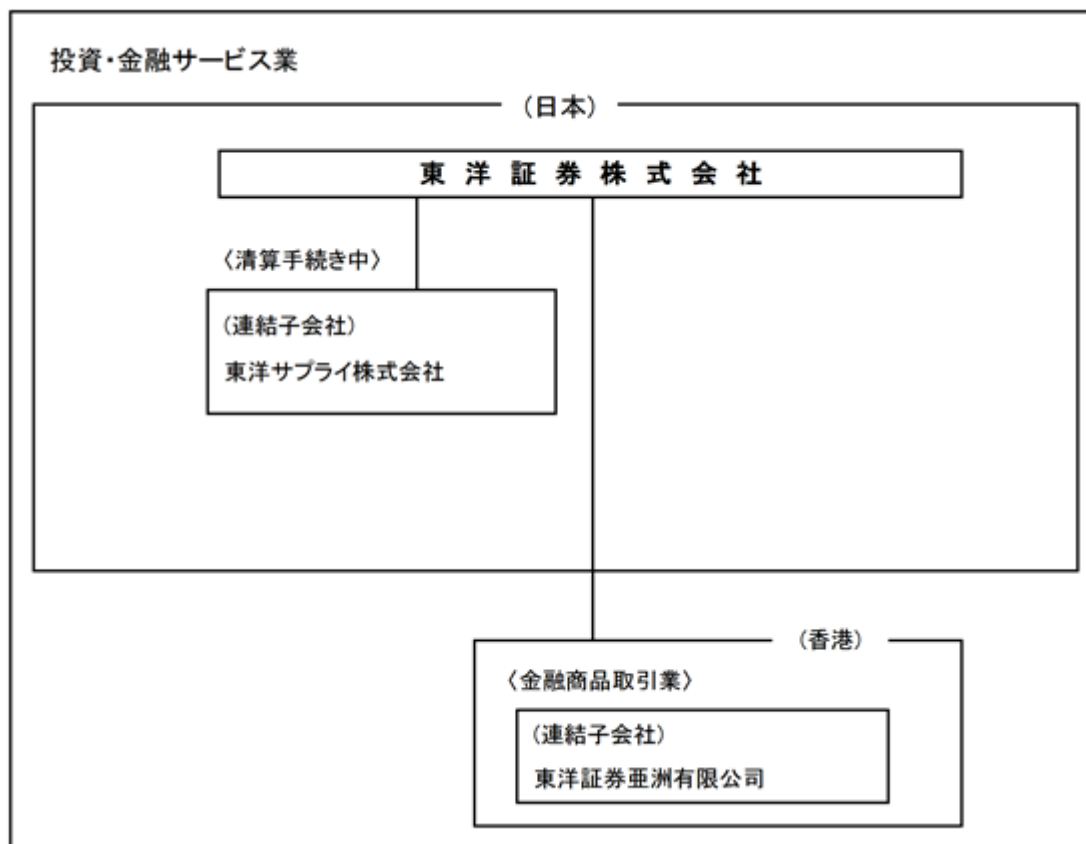 投資・金融サービス業
(日本)
東洋証券株式会社
〈清算手続き中〉
(連結子会社)
東洋サプライ株式会社
(香港)
〈金融商品取引業〉
(連結子会社)
東洋証券亜洲有限公司